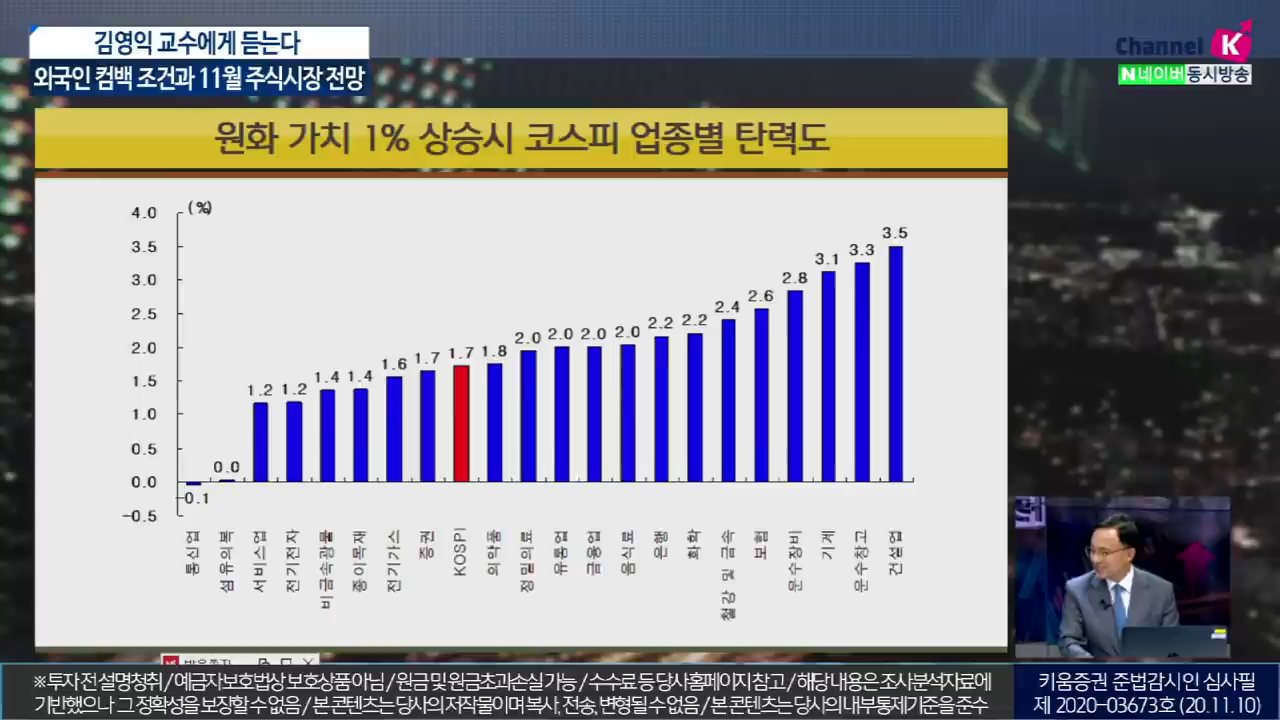 김영익 교수에게 듣는다
외국인 컴백 조건과 11월 주식시장 전망
Channel K
N 네이버 동시방송
원화 가치 1% 상승시 코스피 업종별 탄력도
(%)
4.0
3.5
3.0
2.5
2.0
1.5
1.0
0.5
0.0
-0.5
-0.1
0.0
1.2
1.2
1.4
1.4
1.6
1.7
1.7
1.8
2.0
2.0
2.0
2.0
2.2
2.2
2.4
2.6
2.8
3.1
3.3
3.5
통신업
섬유의복
서비스업
전기전자
비금속광물
종이목재
전기가스
증권
KOSPI
의약품
정밀의료
유통업
금융업
음식료
은행
화학
철강 및 금속
보험
운수장비
기계
운수창고
건설업
※투자 전 설명청취 / 예금자보호법상 보호상품 아님 / 원금 및 원금초과손실 가능 / 수수료 등 당사홈페이지 참고 / 해당 내용은 조사분석자료에
기반했으나 그 정확성을 보장할 수 없음 / 본 콘텐츠는 당사의 저작물이며 복사, 전송, 변형될 수 없음 / 본 콘텐츠는 당사의 내부통제기준을 준수
키움증권 준법감시인 심사필
제 2020-03673호 (20.11.10)